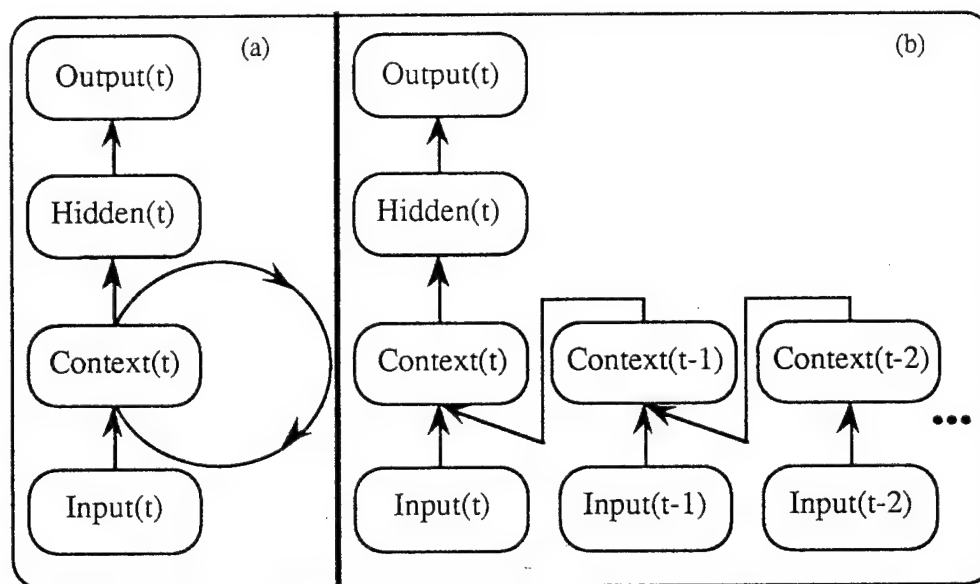 (a)
Output(t)
Hidden(t)
Context(t)
Input(t)
(b)
Output(t)
Hidden(t)
Context(t)
Context(t-1)
Context(t-2)
•••
Input(t)
Input(t-1)
Input(t-2)